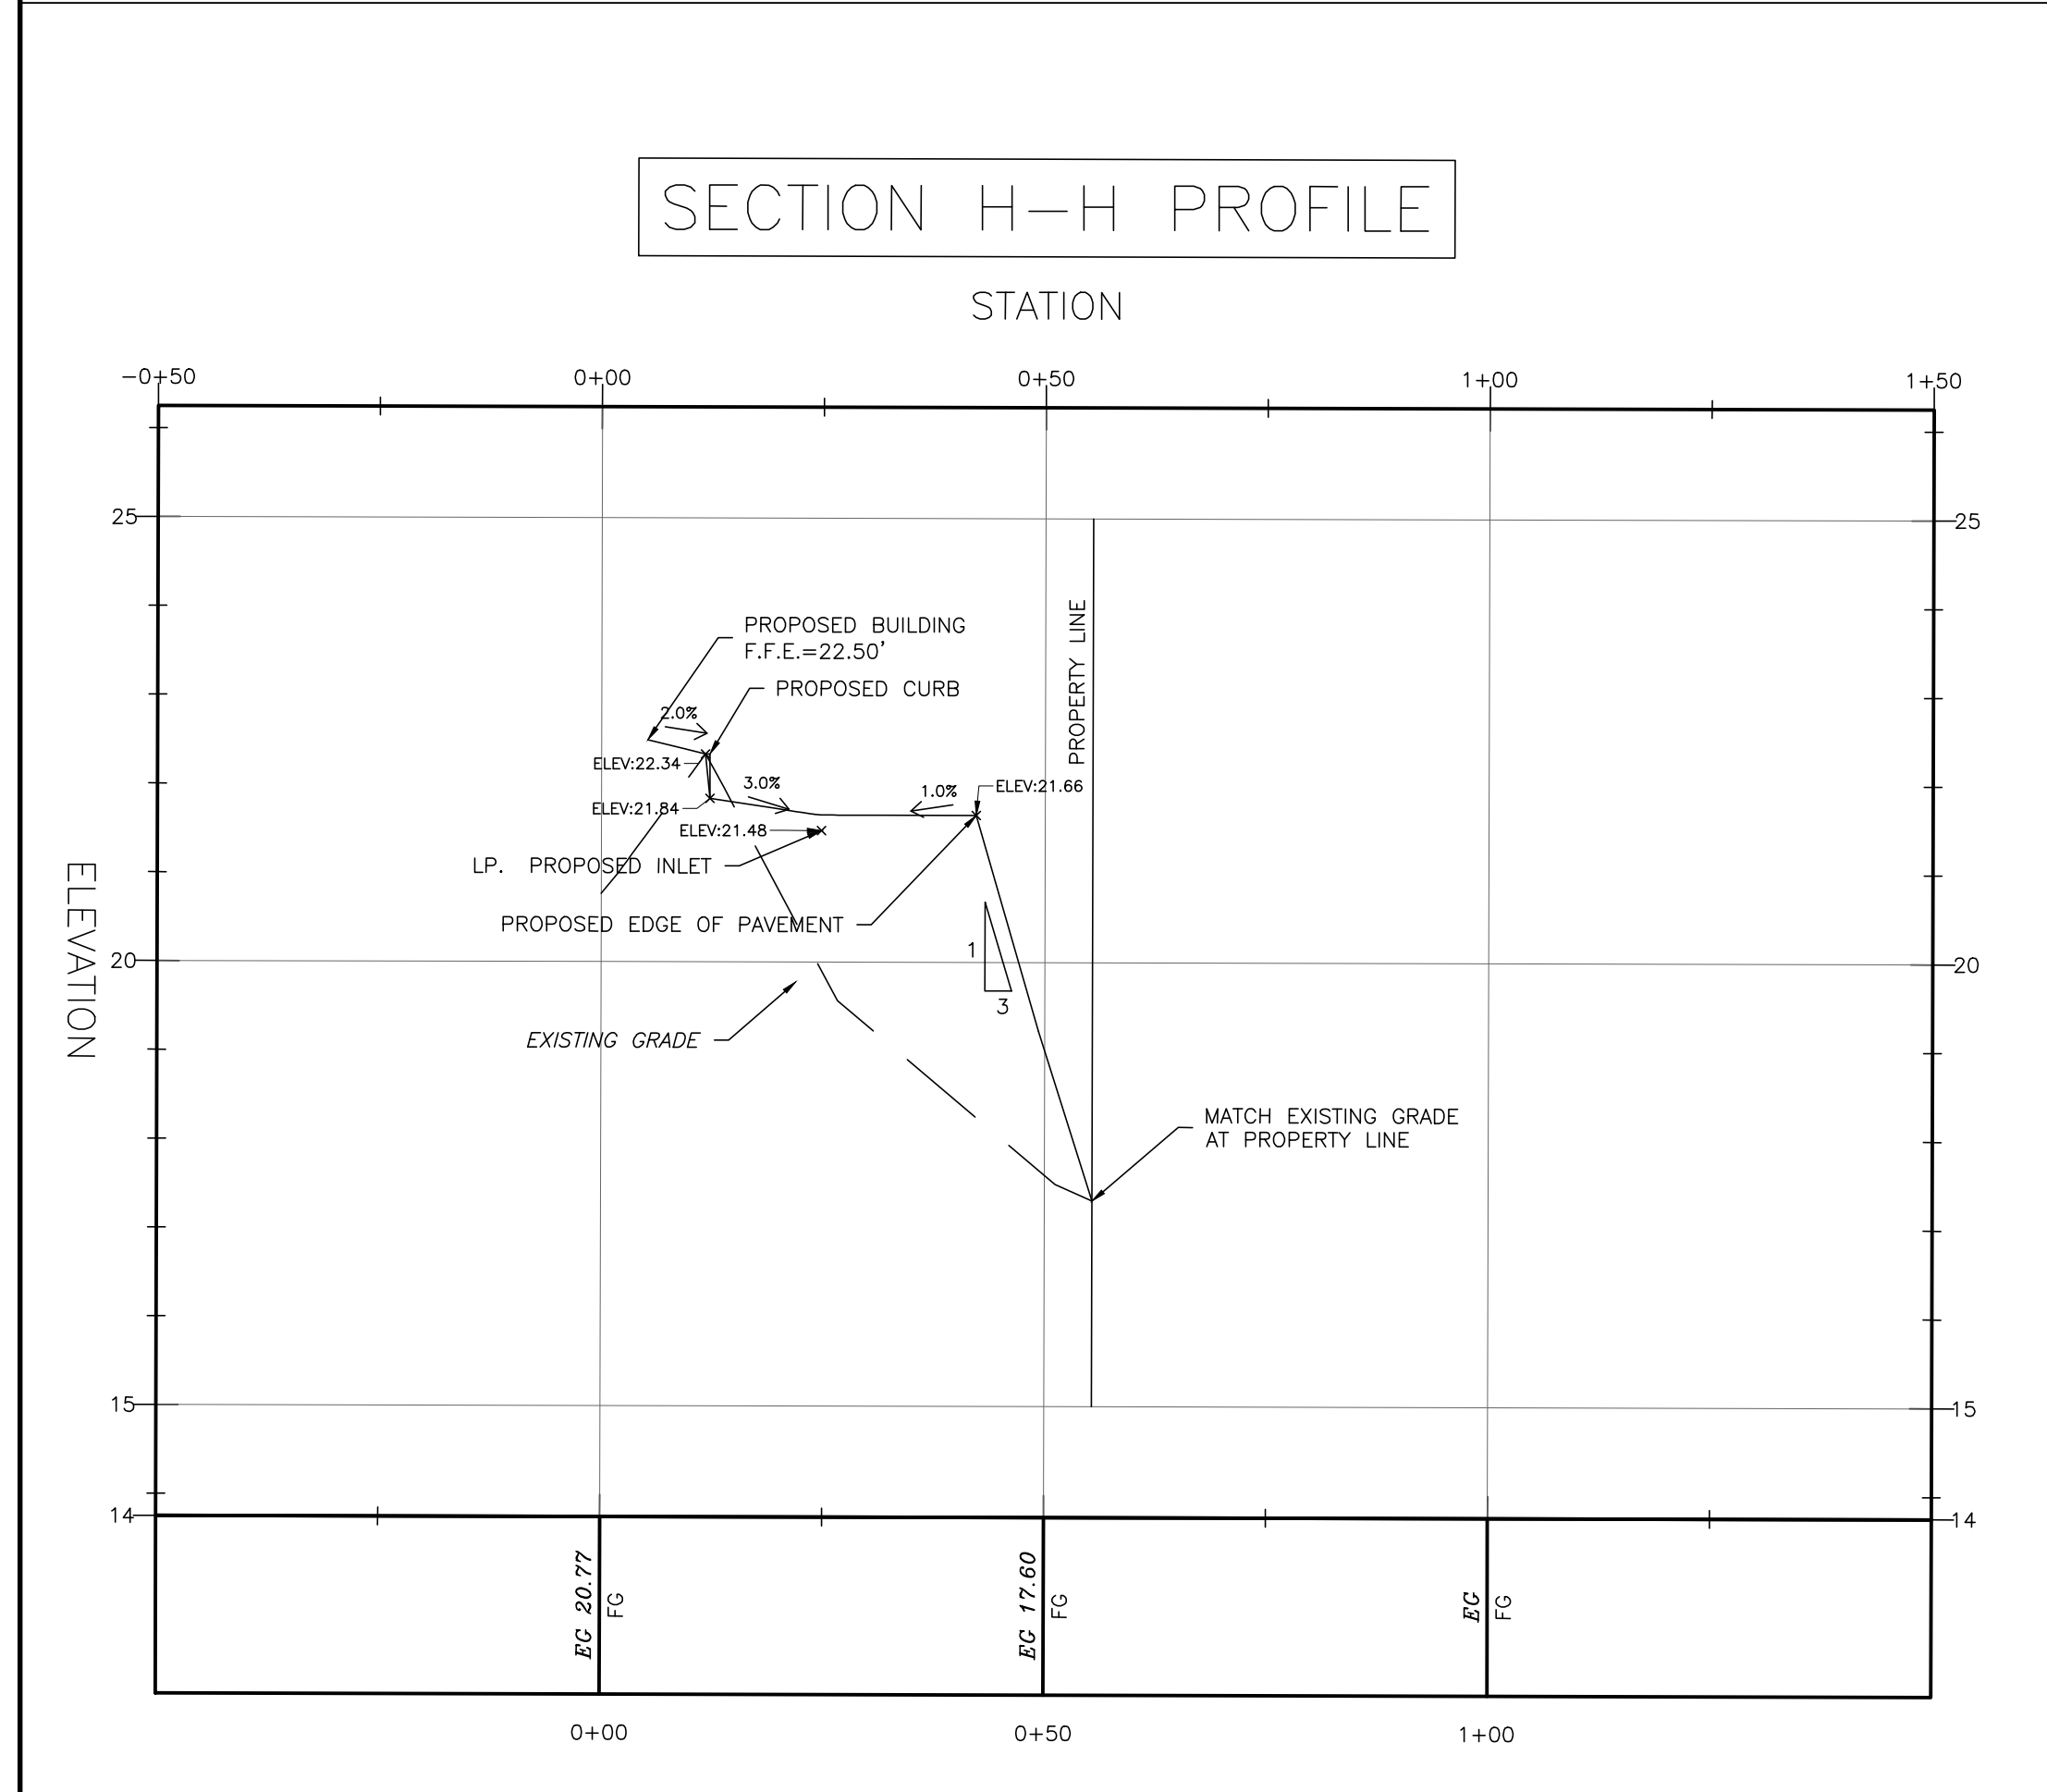 SECTION H-H PROFILE
STATION
-0+50 0+00 0+50 1+00 1+50
25 25
PROPOSED BUILDING
F.F.E.=22.50'
PROPERTY LINE
PROPOSED CURB
2.0%
ELEV:22.34
3.0%
1.0%
ELEV:21.66
ELEV:21.84
ELEV:21.48
LP. PROPOSED INLET
PROPOSED EDGE OF PAVEMENT
1
3
ELEVATION
20 20
EXISTING GRADE
MATCH EXISTING GRADE
AT PROPERTY LINE
15 15
14 14
EG 20.77
FG
EG 17.60
FG
EG
FG
0+00 0+50 1+00